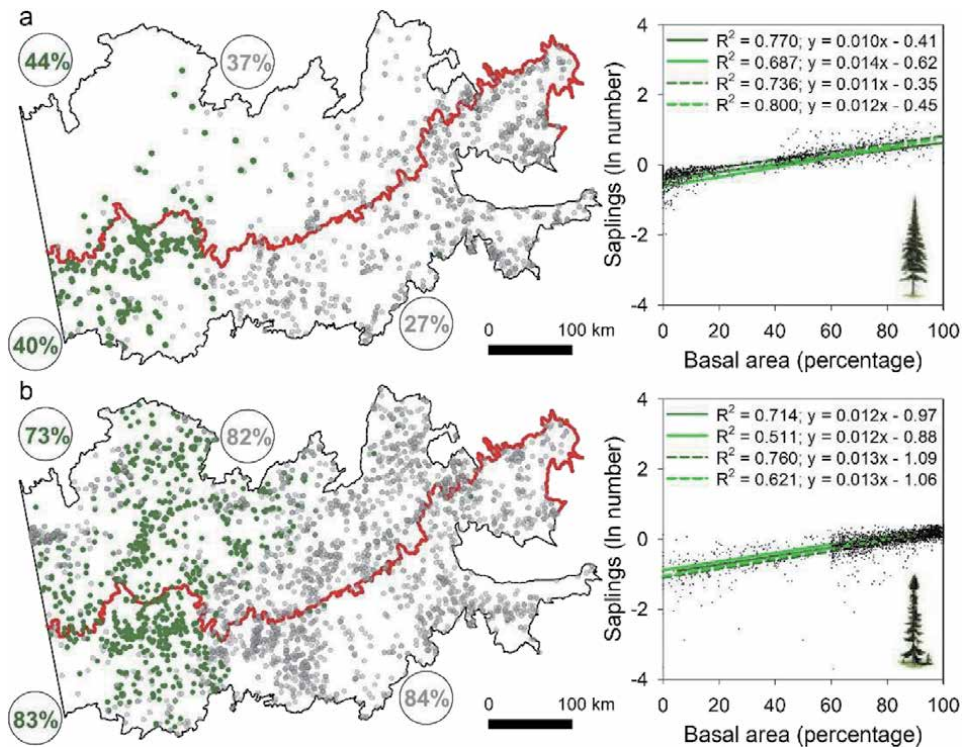 a
44%
37%
40%
27%
0 100 km
4
2
0
-2
-4
Saplings (ln number)
R² = 0.770; y = 0.010x - 0.41
R² = 0.687; y = 0.014x - 0.62
R² = 0.736; y = 0.011x - 0.35
R² = 0.800; y = 0.012x - 0.45
0 20 40 60 80 100
Basal area (percentage)
b
73%
82%
83%
84%
0 100 km
4
2
0
-2
-4
Saplings (ln number)
R² = 0.714; y = 0.012x - 0.97
R² = 0.511; y = 0.012x - 0.88
R² = 0.760; y = 0.013x - 1.09
R² = 0.621; y = 0.013x - 1.06
0 20 40 60 80 100
Basal area (percentage)